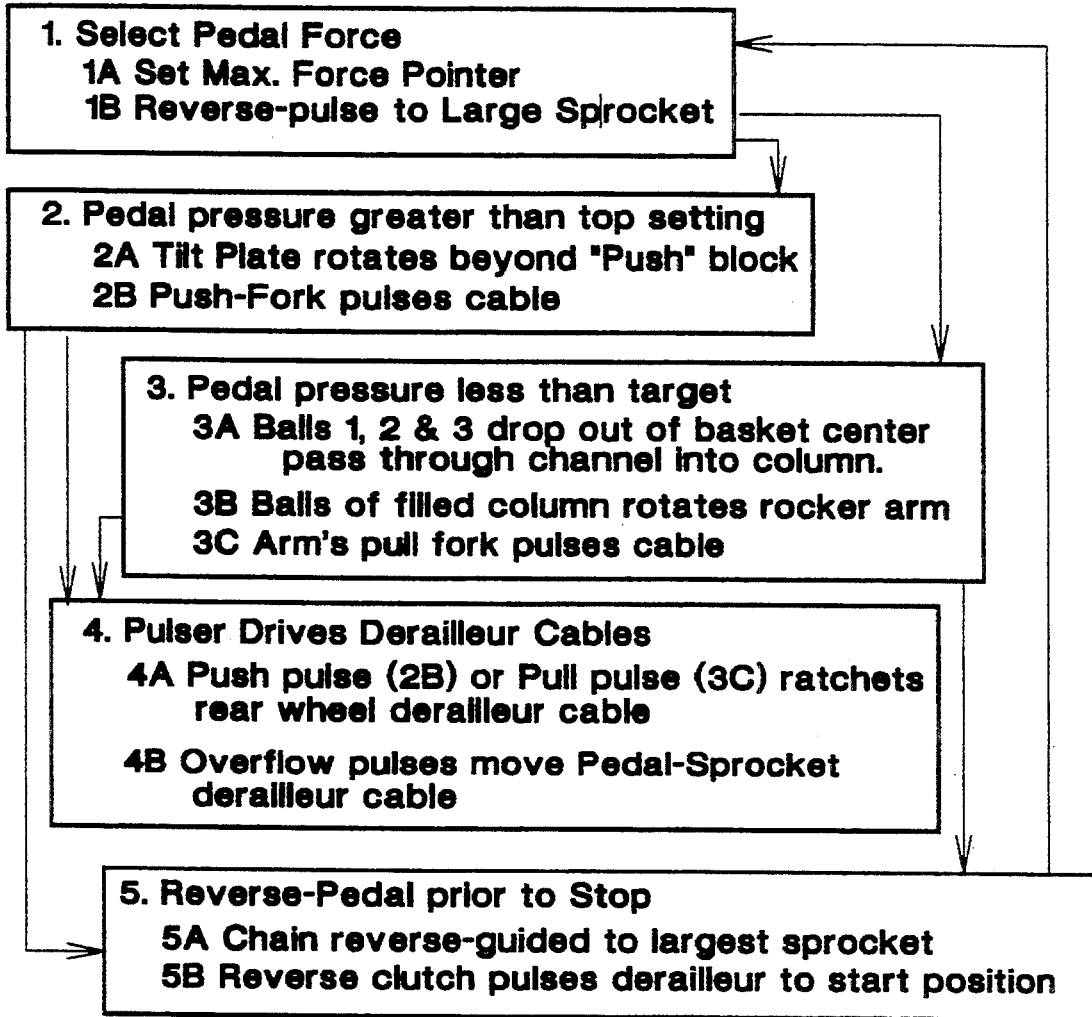 1. Select Pedal Force
1A Set Max. Force Pointer
1B Reverse-pulse to Large Sprocket
2. Pedal pressure greater than top setting
2A Tilt Plate rotates beyond "Push" block
2B Push-Fork pulses cable
3. Pedal pressure less than target
3A Balls 1, 2 & 3 drop out of basket center
pass through channel into column.
3B Balls of filled column rotates rocker arm
3C Arm's pull fork pulses cable
4. Pulser Drives Derailleur Cables
4A Push pulse (2B) or Pull pulse (3C) ratchets
rear wheel derailleur cable
4B Overflow pulses move Pedal-Sprocket
derailleur cable
5. Reverse-Pedal prior to Stop
5A Chain reverse-guided to largest sprocket
5B Reverse clutch pulses derailleur to start position